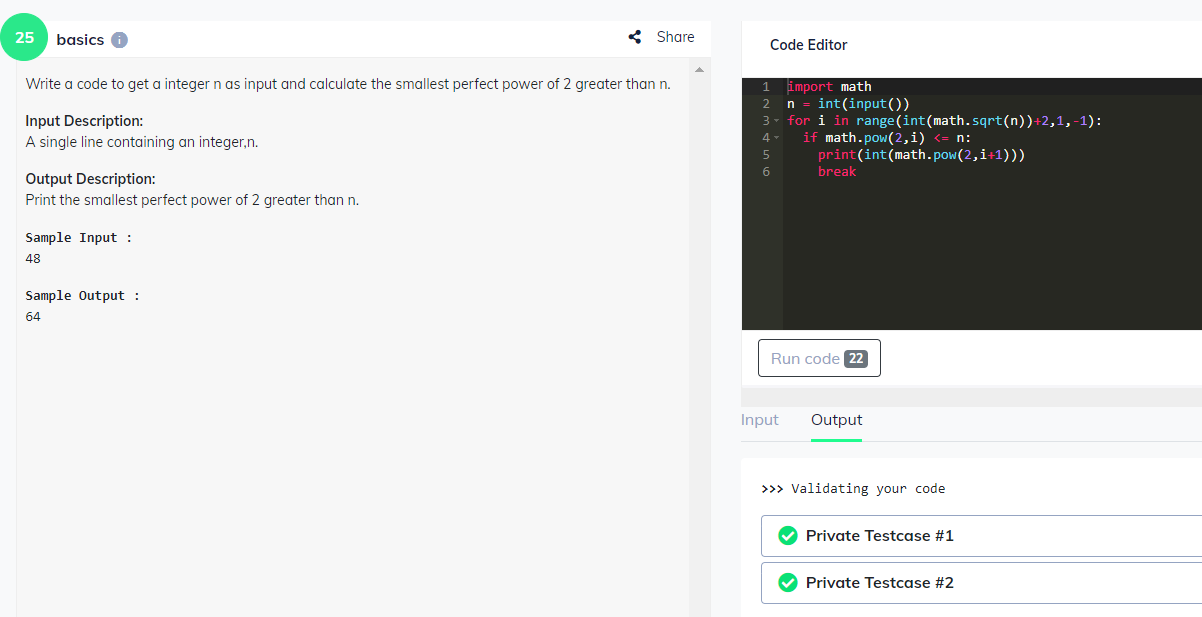 25
basics i
Share
Write a code to get a integer n as input and calculate the smallest perfect power of 2 greater than n.
Input Description:
A single line containing an integer,n.
Output Description:
Print the smallest perfect power of 2 greater than n.
Sample Input :
48
Sample Output :
64
Code Editor
1 import math
2 n = int(input())
3 for i in range(int(math.sqrt(n))+2,1,-1):
4   if math.pow(2,i) <= n:
5     print(int(math.pow(2,i+1)))
6     break
Run code 22
Input Output
>>> Validating your code
Private Testcase #1
Private Testcase #2